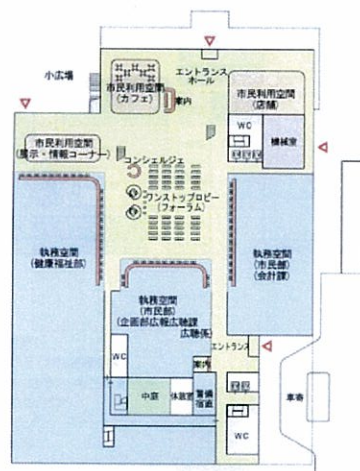 市民利用空間
(カフェ)
小広場
エントランス
ホール
案内
市民利用空間
(店舗)
WC
機械室
市民利用空間
(展示・情報コーナー)
コンシェルジェ
ワンストップロビー
(フォーラム)
執務空間
(健康福祉部)
執務空間
(市民部)
(会計課)
執務空間
(市民部)
(企画部広報広聴課
広聴係)
エントランス
WC
案内
中庭
休憩室
警備
宿直
車寄
WC